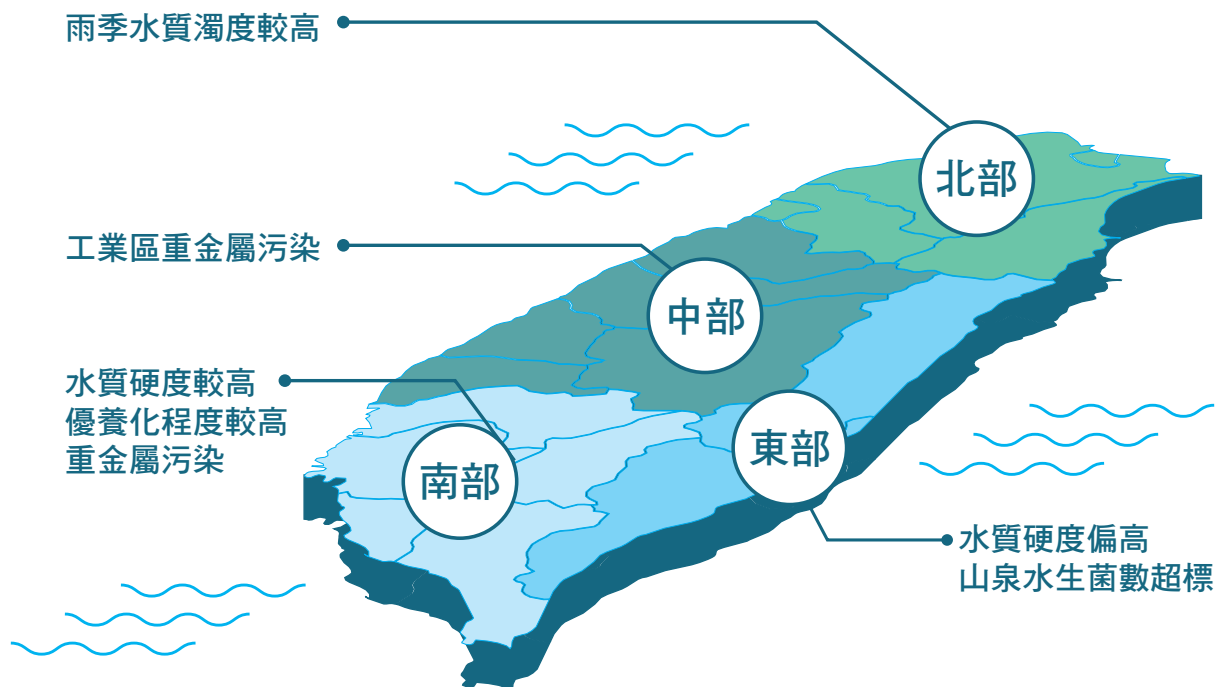 雨季水質濁度較高
北部
工業區重金屬污染
中部
水質硬度較高
優養化程度較高
重金屬污染
南部
東部
水質硬度偏高
山泉水生菌數超標